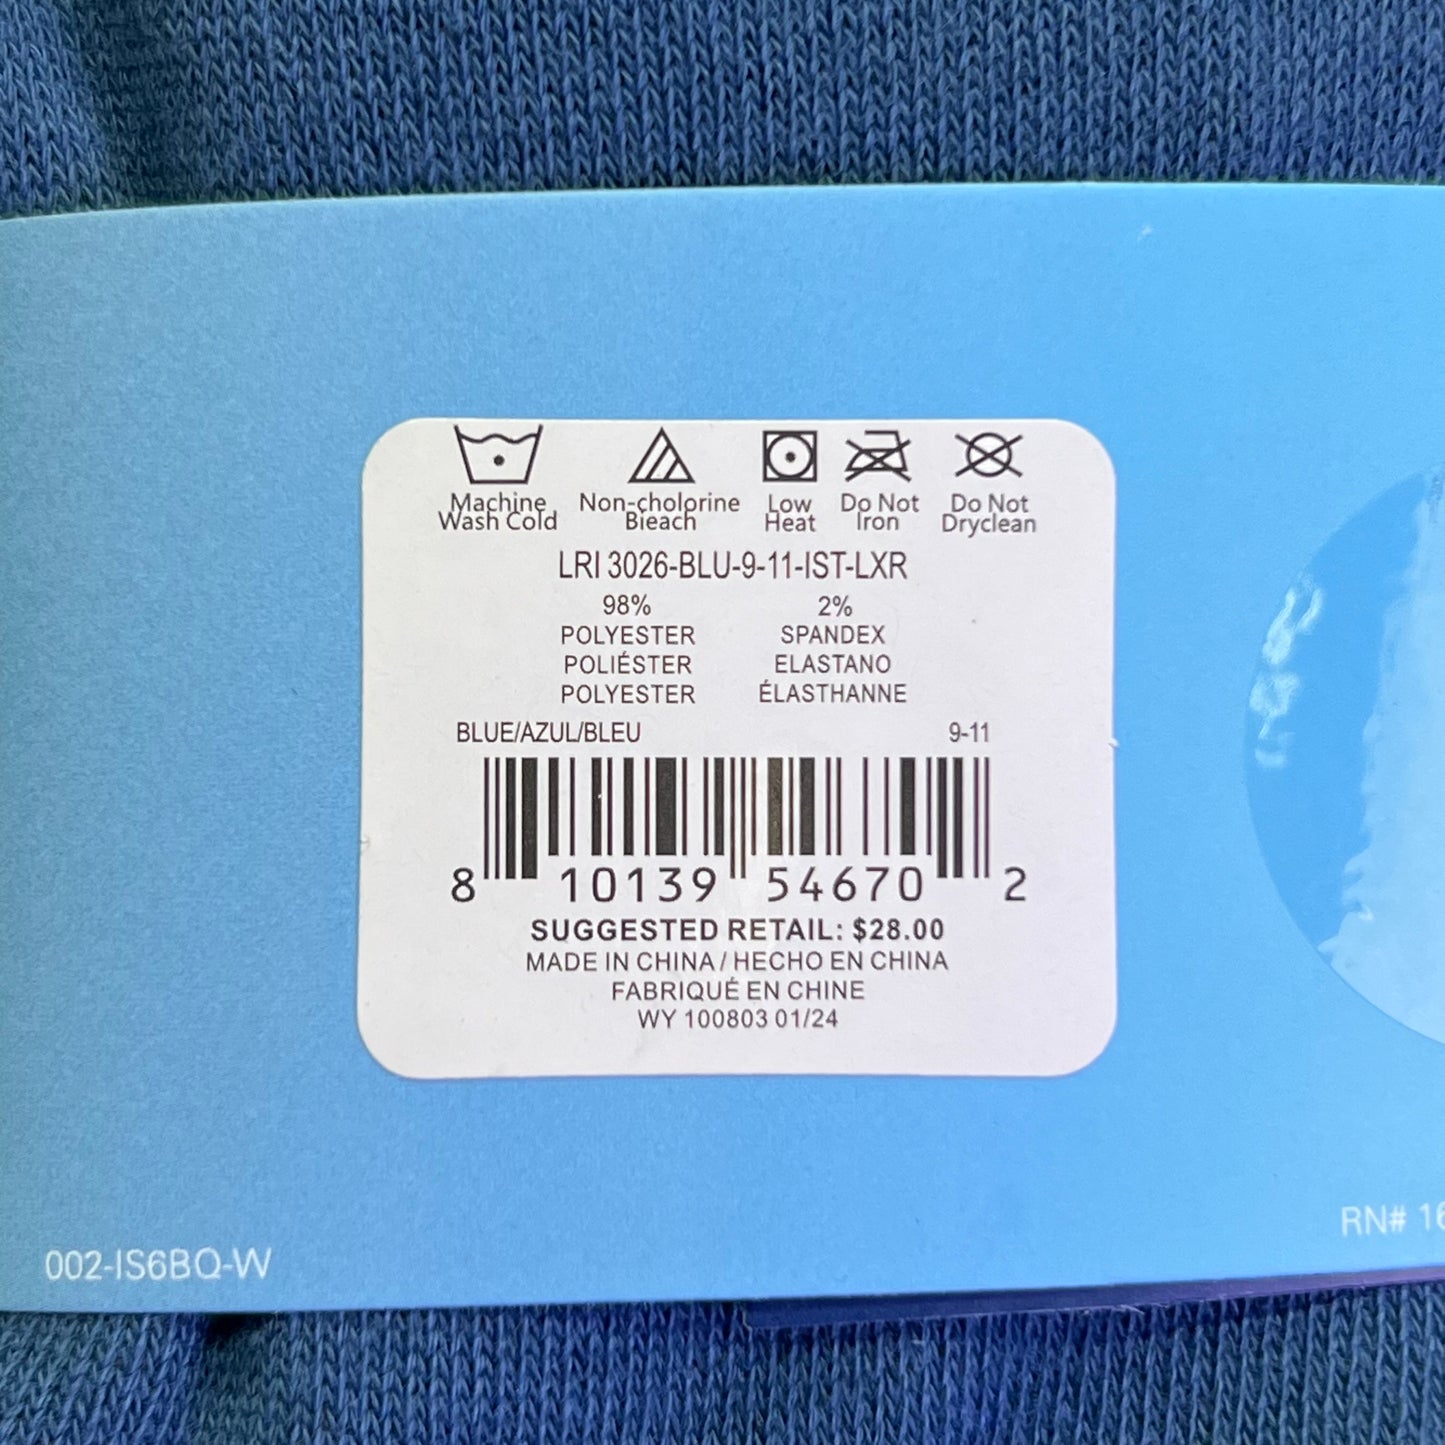 Machine
Wash Cold
Non-cholorine
Bieach
Low
Heat
Do Not
Iron
Do Not
Dryclean
LRI 3026-BLU-9-11-IST-LXR
98%
POLYESTER
POLIÉSTER
POLYESTER
2%
SPANDEX
ELASTANO
ÉLASTHANNE
BLUE/AZUL/BLEU 9-11
8 10139 54670 2
SUGGESTED RETAIL: $28.00
MADE IN CHINA / HECHO EN CHINA
FABRIQUÉ EN CHINE
WY 100803 01/24
RN#
002-IS6BQ-W